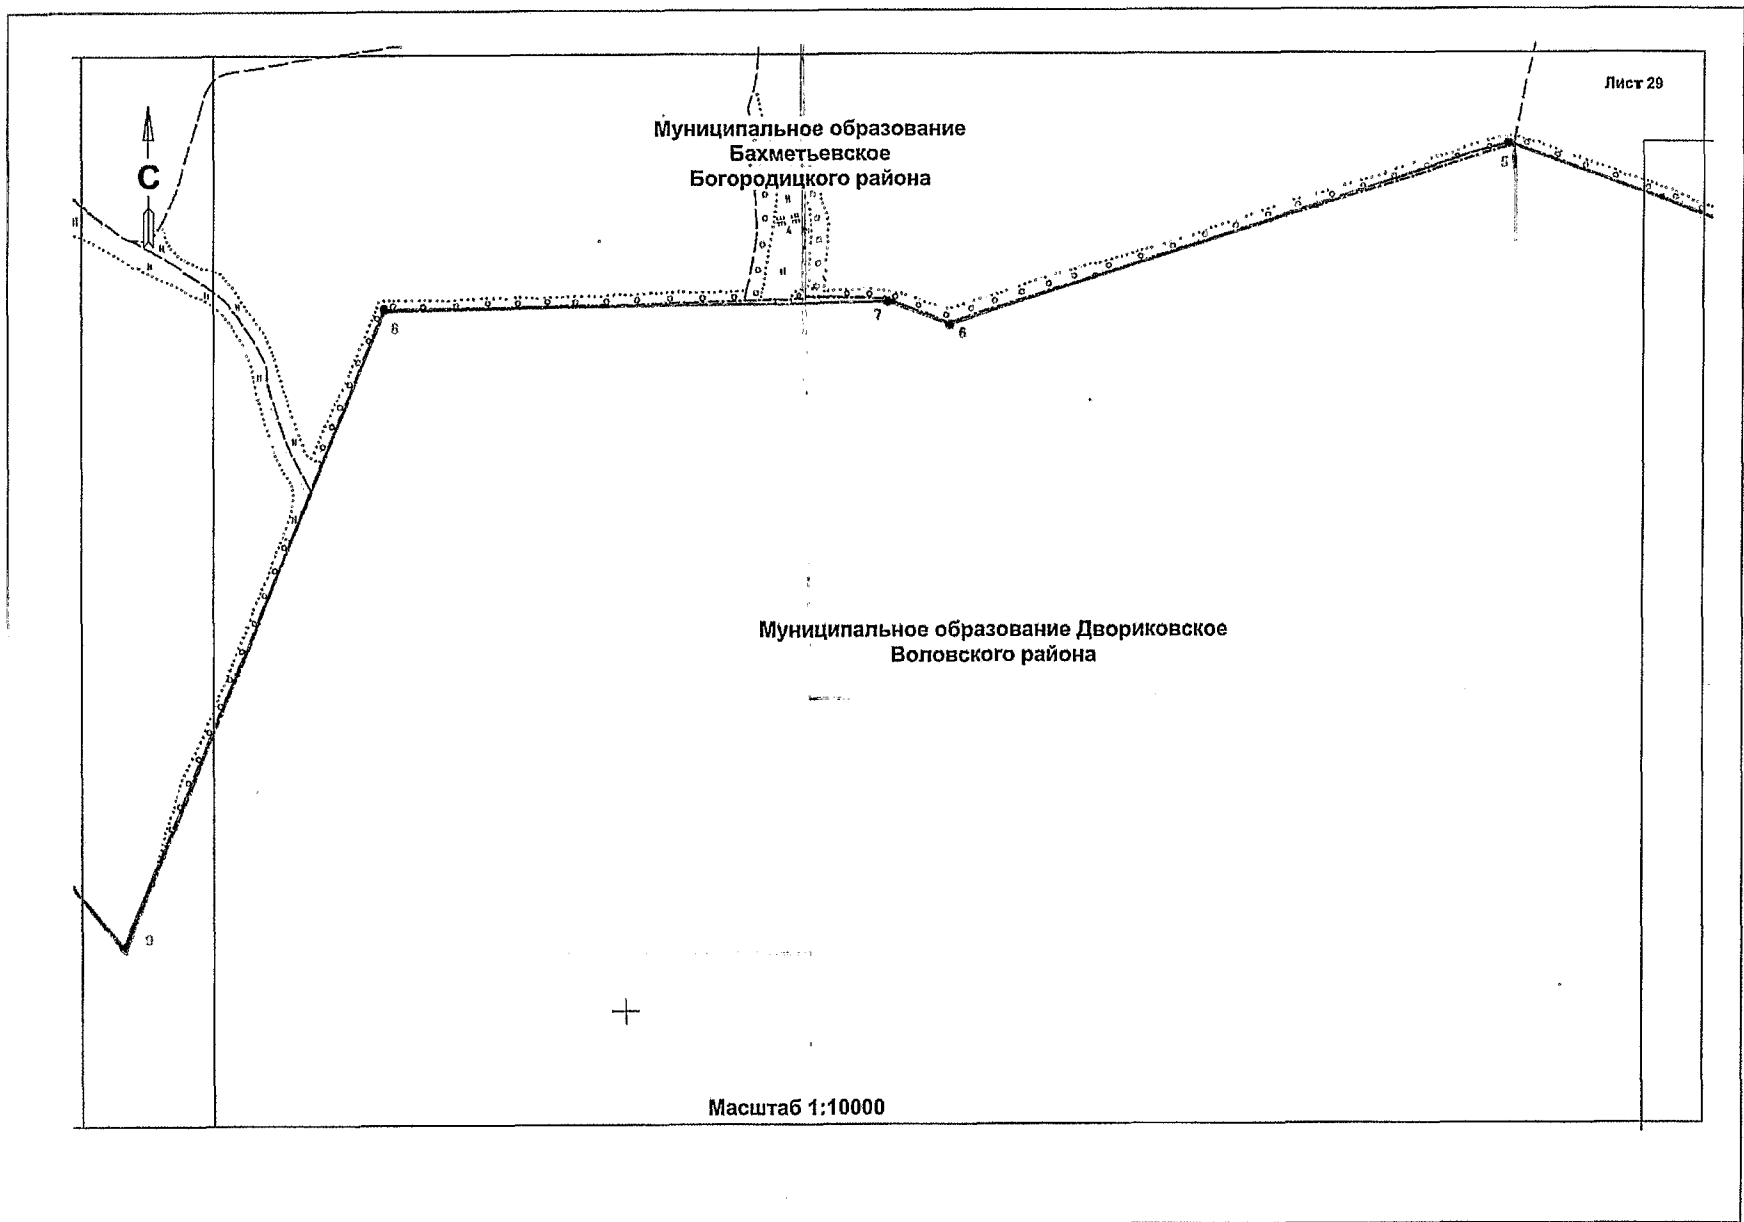 Лист 29
Муниципальное образование
Бахметьевское
Богородицкого района
С
5
8
7
6
Муниципальное образование Двориковское
Воловского района
9
Масштаб 1:10000